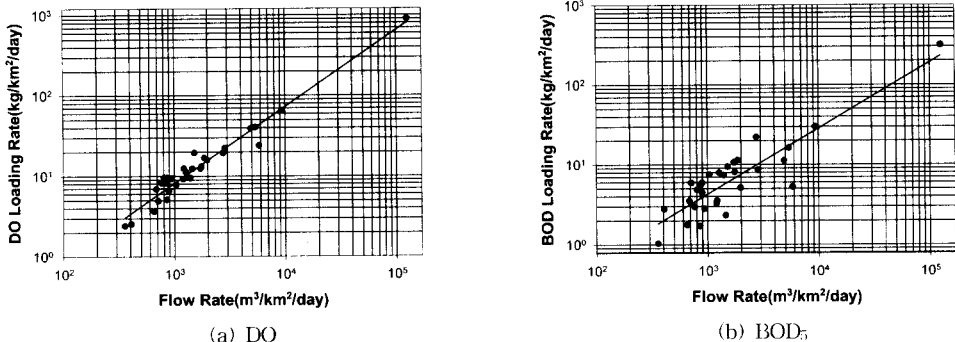 DO Loading Rate(kg/km²/day)
10³
10²
10¹
10⁰
10²
10³
10⁴
10⁵
Flow Rate(m³/km²/day)
(a) DO
BOD Loading Rate(kg/km²/day)
10³
10²
10¹
10⁰
10²
10³
10⁴
10⁵
Flow Rate(m³/km²/day)
(b) BOD₅